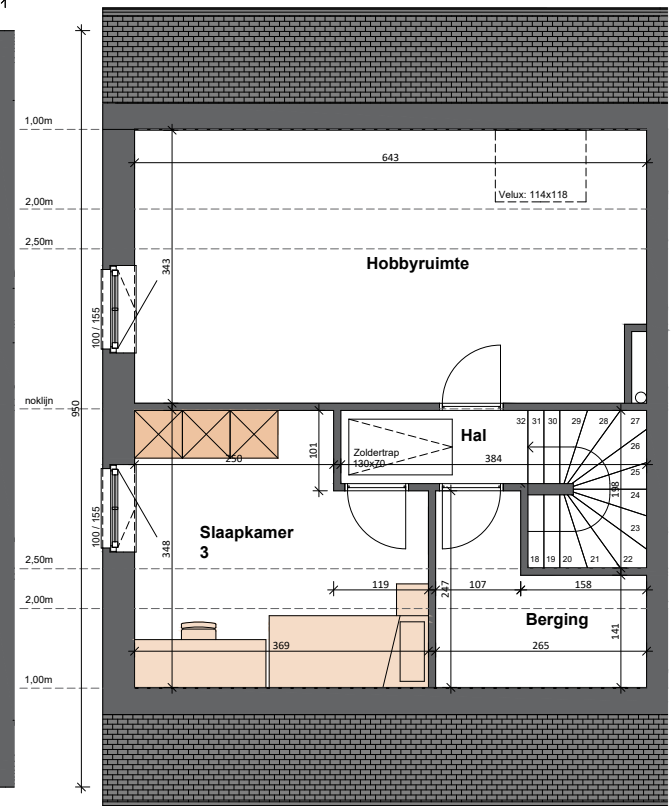 1,00m
643
Velux: 114x118
2,00m
2,50m
Hobbyruimte
343
100 / 155
noklijn
950
Hal
32 31 30 29 28 27
26
25
24
23
22
21
20
19
18
Zoldertrap
130x70
101
250
384
198
100 / 155
Slaapkamer
3
348
2,50m
119
247
107
158
2,00m
Berging
141
369
265
1,00m